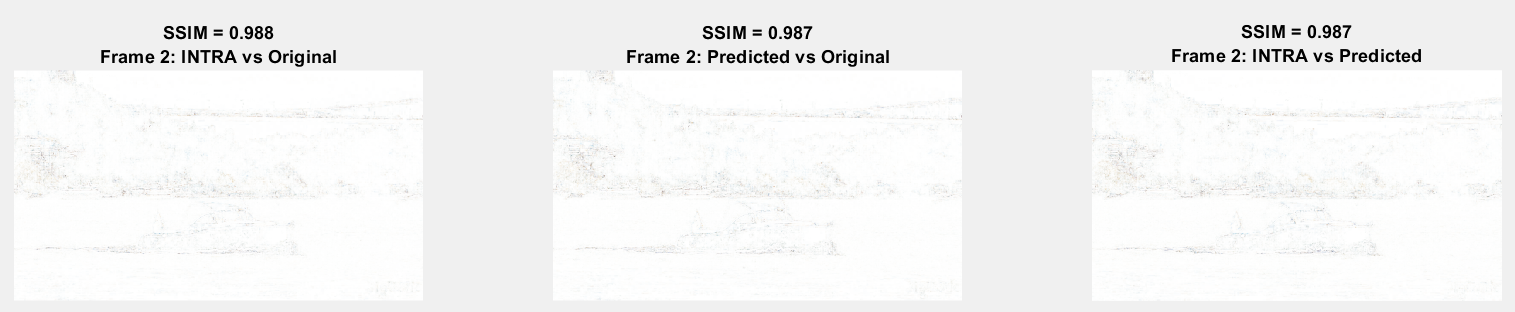 SSIM = 0.988
Frame 2: INTRA vs Original
SSIM = 0.987
Frame 2: Predicted vs Original
SSIM = 0.987
Frame 2: INTRA vs Predicted